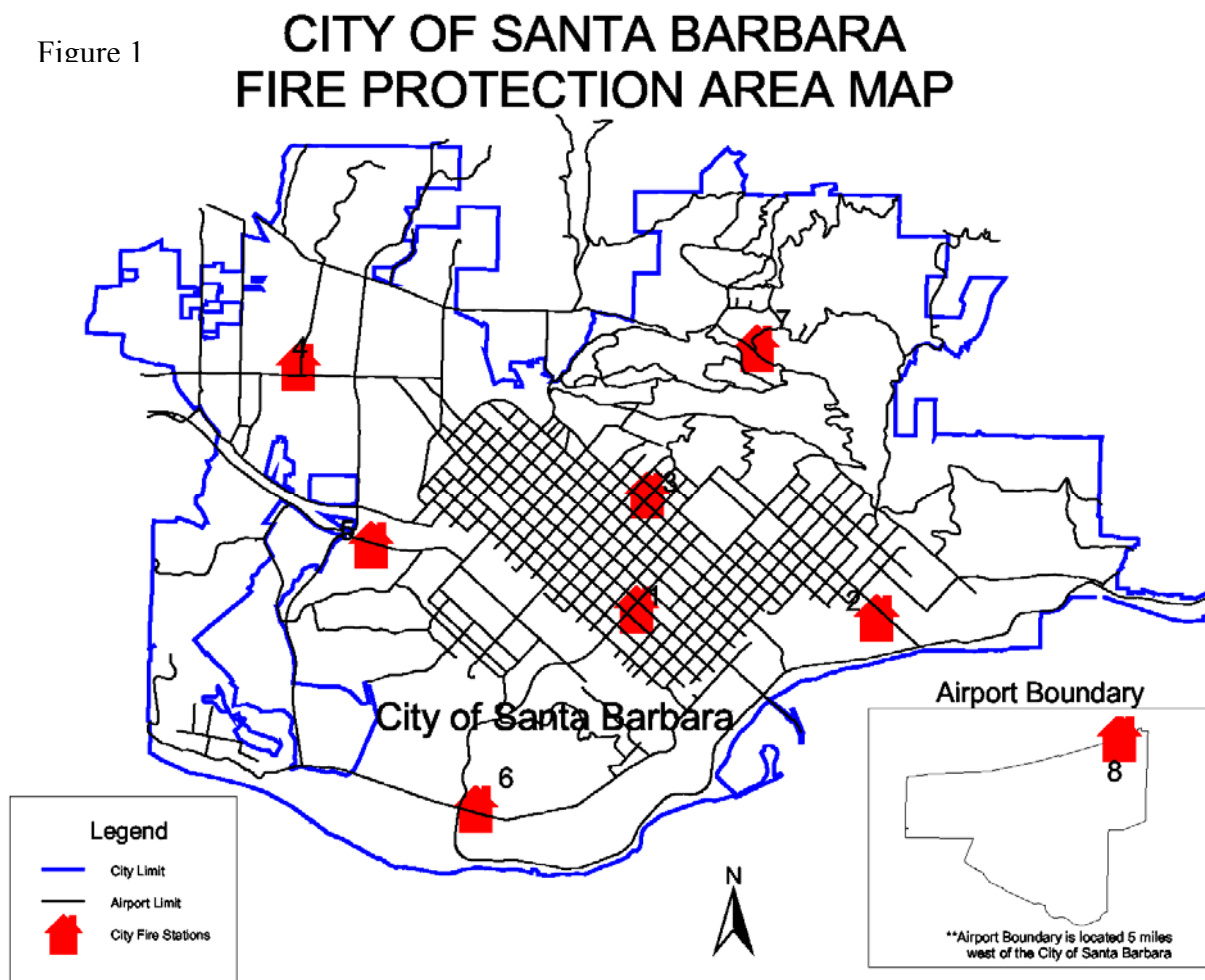 Figure 1
CITY OF SANTA BARBARA
FIRE PROTECTION AREA MAP
7
4
3
5
1
2
City of Santa Barbara
6
Airport Boundary
8
**Airport Boundary is located 5 miles
west of the City of Santa Barbara
Legend
City Limit
Airport Limit
City Fire Stations
N